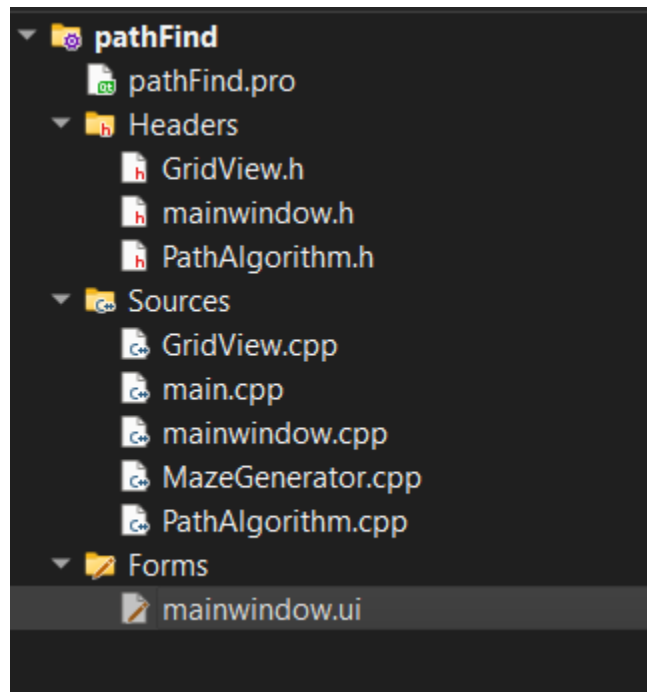 pathFind
pathFind.pro
Headers
GridView.h
mainwindow.h
PathAlgorithm.h
Sources
GridView.cpp
main.cpp
mainwindow.cpp
MazeGenerator.cpp
PathAlgorithm.cpp
Forms
mainwindow.ui